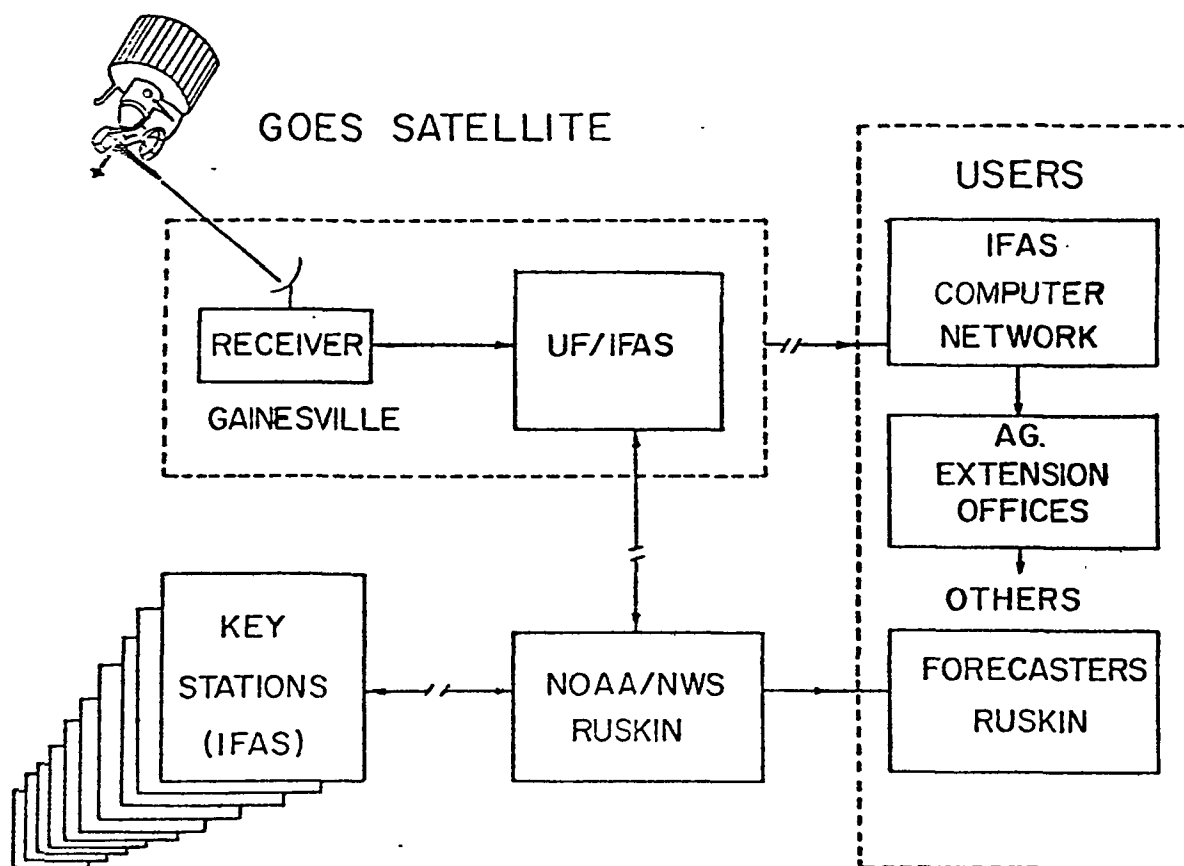 GOES SATELLITE
USERS
IFAS
COMPUTER
NETWORK
RECEIVER
UF/IFAS
GAINESVILLE
AG.
EXTENSION
OFFICES
OTHERS
KEY
STATIONS
(IFAS)
NOAA/NWS
RUSKIN
FORECASTERS
RUSKIN